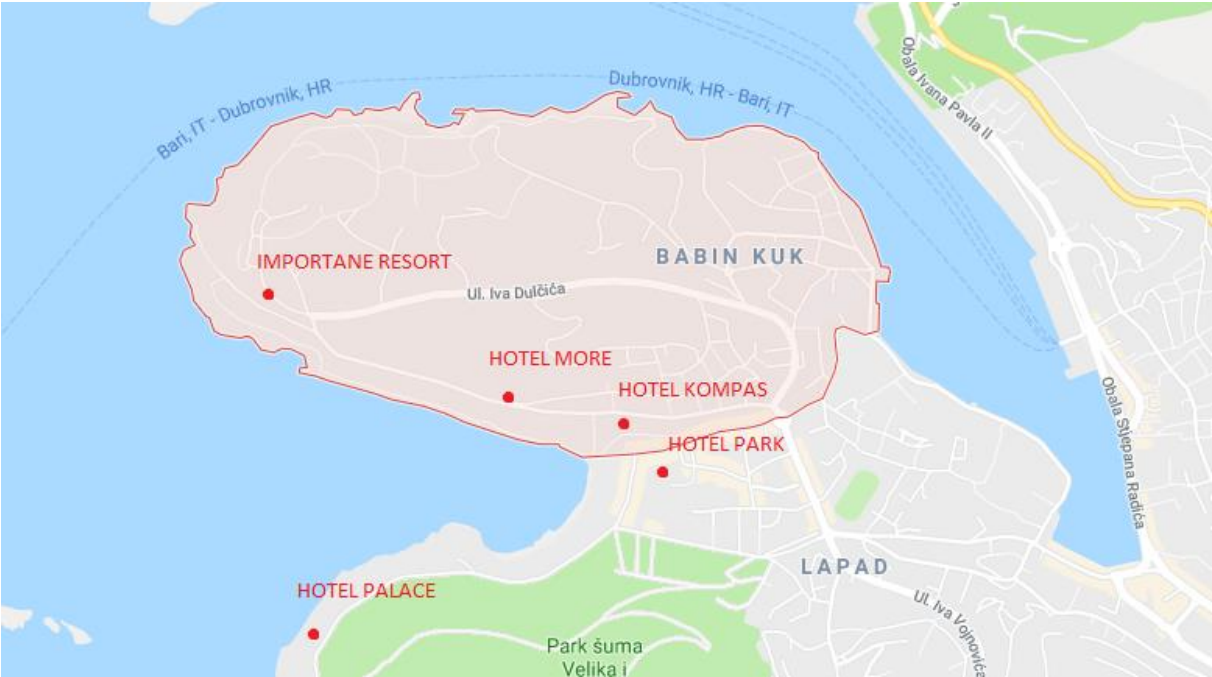 Bari, IT - Dubrovnik, HR
Dubrovnik, HR - Bari, IT
Obala Ivana Pavla II
IMPORTANE RESORT
BABIN KUK
Ul. Iva Dulčića
HOTEL MORE
HOTEL KOMPAS
HOTEL PARK
Obala Stjepana Radića
LAPAD
HOTEL PALACE
Ul. Iva Vojnovića
Park šuma
Velika i